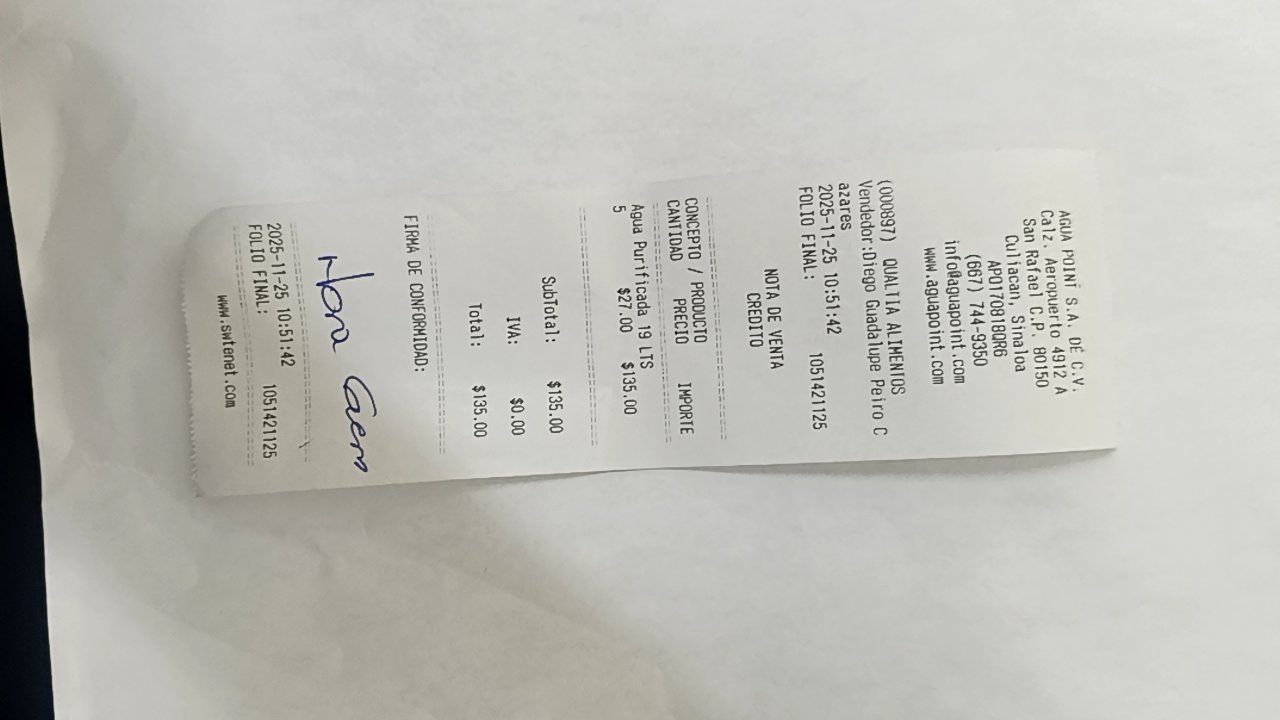 AGUA POINT S.A. DE C.V.
Calz. Aeropuerto 4912 A
San Rafael C.P. 80150
Culiacan, Sinaloa
APO170818QR6
(667) 744-9350
info@aguapoint.com
www.aguapoint.com
(000897) QUALTIA ALIMENTOS
Vendedor:Diego Guadalupe Peiro C
azares
2025-11-25 10:51:42
FOLIO FINAL: 1051421125
NOTA DE VENTA
CREDITO
CONCEPTO / PRODUCTO
CANTIDAD PRECIO IMPORTE
Agua Purificada 19 LTS
5 $27.00 $135.00
SubTotal: $135.00
IVA: $0.00
Total: $135.00
FIRMA DE CONFORMIDAD:
2025-11-25 10:51:42
FOLIO FINAL: 1051421125
www.swtenet.com